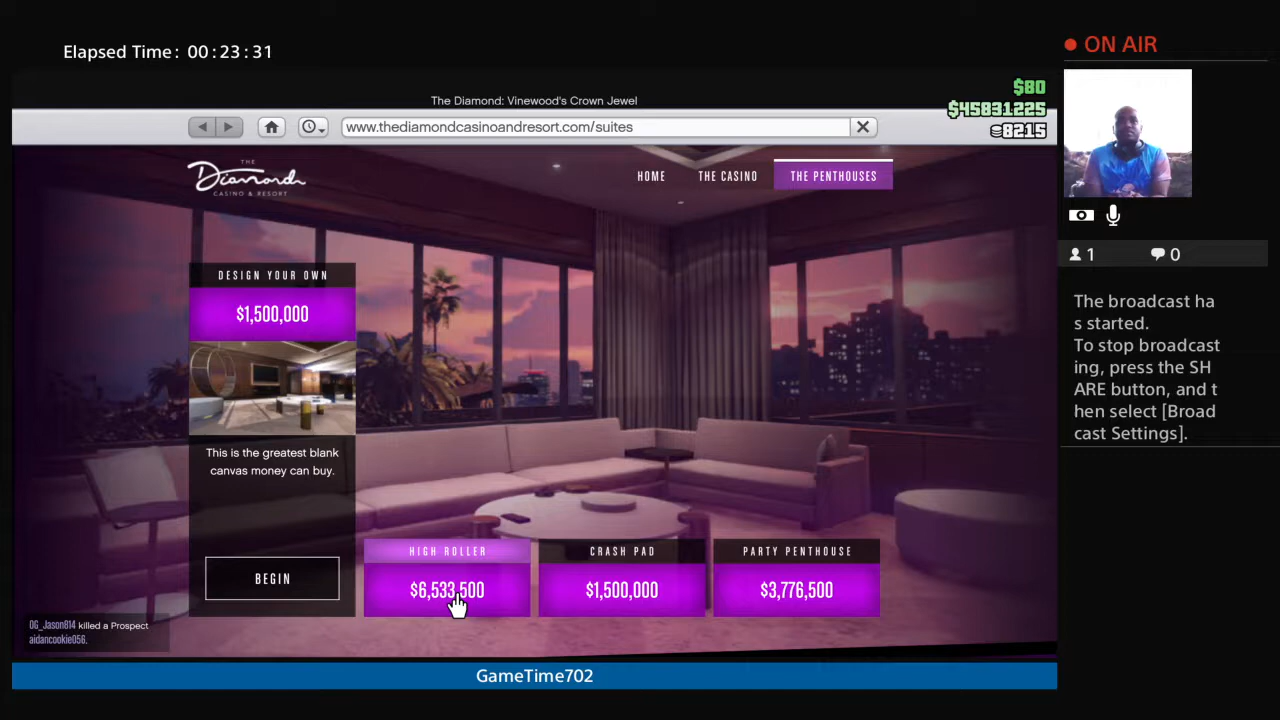 Elapsed Time: 00:23:31
ON AIR
$80
$45831225
8215
The Diamond: Vinewood's Crown Jewel
www.thediamondcasinoandresort.com/suites
THE
Diamond
CASINO & RESORT
HOME
THE CASINO
THE PENTHOUSES
1
0
DESIGN YOUR OWN
$1,500,000
This is the greatest blank
canvas money can buy.
BEGIN
HIGH ROLLER
$6,533,500
CRASH PAD
$1,500,000
PARTY PENTHOUSE
$3,776,500
The broadcast ha
s started.
To stop broadcast
ing, press the SH
ARE button, and t
hen select [Broad
cast Settings].
OG_Jason814 killed a Prospect
aidancookie056.
GameTime702